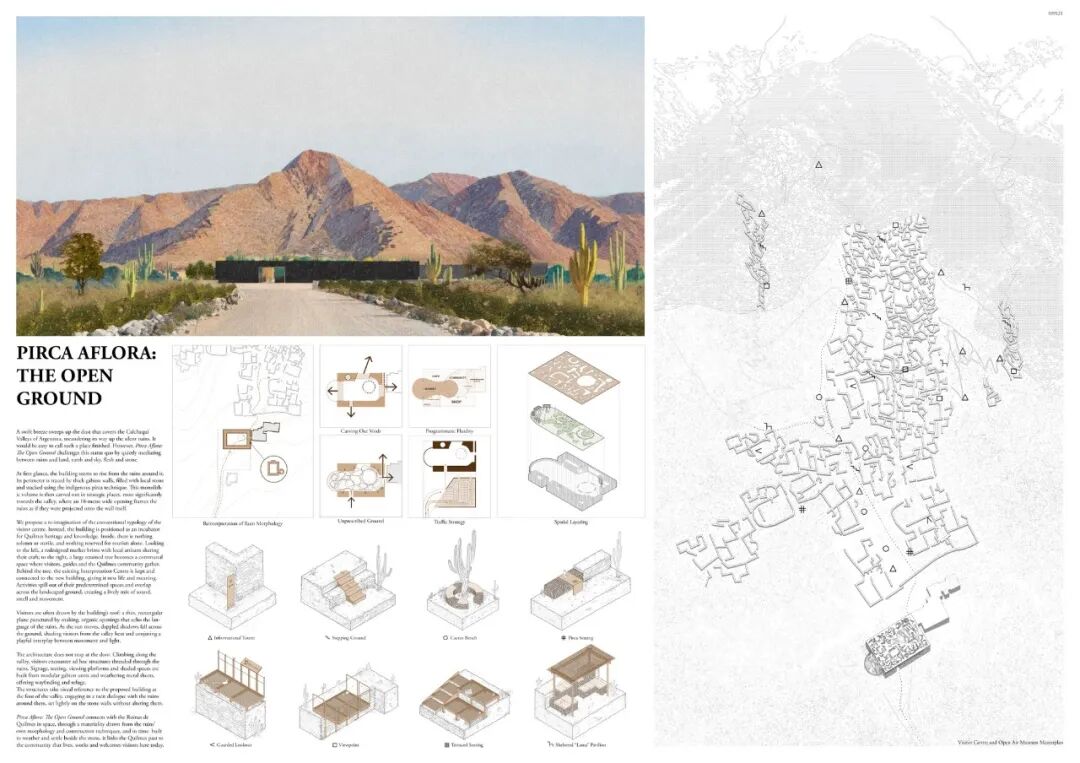 PIRCA AFLORA:
THE OPEN
GROUND
A swift breeze sweeps up the dust that covers the Calchaquí
Valleys of Argentina, meandering its way up the silent ruins. It
would be easy to call such a place finished. However, Pirca Aflora:
The Open Ground challenges this status quo by quietly mediating
between ruins and land, earth and sky, flesh and stone.
At first glance, the building seems to rise from the ruins around it.
Its perimeter is traced by thick gabion walls, filled with local stone
and stacked using the indigenous pirca technique. This monolith-
ic volume is then carved out in strategic places, most significantly
towards the valley, where an 18-metre wide opening frames the
ruins as if they were projected onto the wall itself.
We propose a re-imagination of the conventional typology of the
visitor centre. Instead, the building is positioned as an incubator
for Quilmes heritage and knowledge. Inside, there is nothing
solemn or sterile, and nothing reserved for tourism alone. Looking
to the left, a redesigned market brims with local artisans sharing
their craft; to the right, a large retained tree becomes a communal
space where visitors, guides and the Quilmes community gather.
Behind the tree, the existing Interpretation Centre is kept and
connected to the new building, giving it new life and meaning.
Activities spill out of their predetermined spaces and overlap
across the landscaped ground, creating a lively mix of sound,
smell and movement.
Visitors are often drawn by the building's roof: a thin, rectangular
plane punctured by striking, organic openings that echo the lan-
guage of the ruins. As the sun moves, dappled shadows fall across
the ground, shading visitors from the valley heat and conjuring a
playful interplay between movement and light.
The architecture does not stop at the door. Climbing along the
valley, visitors encounter ad hoc structures threaded through the
ruins. Signage, seating, viewing platforms and shaded spaces are
built from modular gabion units and weathering metal sheets,
offering wayfinding and refuge.
The structures take visual reference to the proposed building at
the foot of the valley, engaging in a twin dialogue with the ruins
around them, set lightly on the stone walls without altering them.
Pirca Aflora: The Open Ground connects with the Ruinas de
Quilmes in space, through a materiality drawn from the ruins'
own morphology and construction techniques, and in time: built
to weather and settle beside the stone, it links the Quilmes past to
the community that lives, works and welcomes visitors here today.
Reinterpretation of Ruin Morphology
Carving Out Voids
MARKET
COMMUNITY
SHOP
Programmatic Fluidity
Unprescribed Ground
Traffic Strategy
Spatial Layering
Informational Totem
Stepping Ground
Cactus Bench
Pirca Seating
Guarded Lookout
Viewpoint
Terraced Seating
Sheltered "Luna" Pavilion
Visitor Centre and Open Air Museum Masterplan